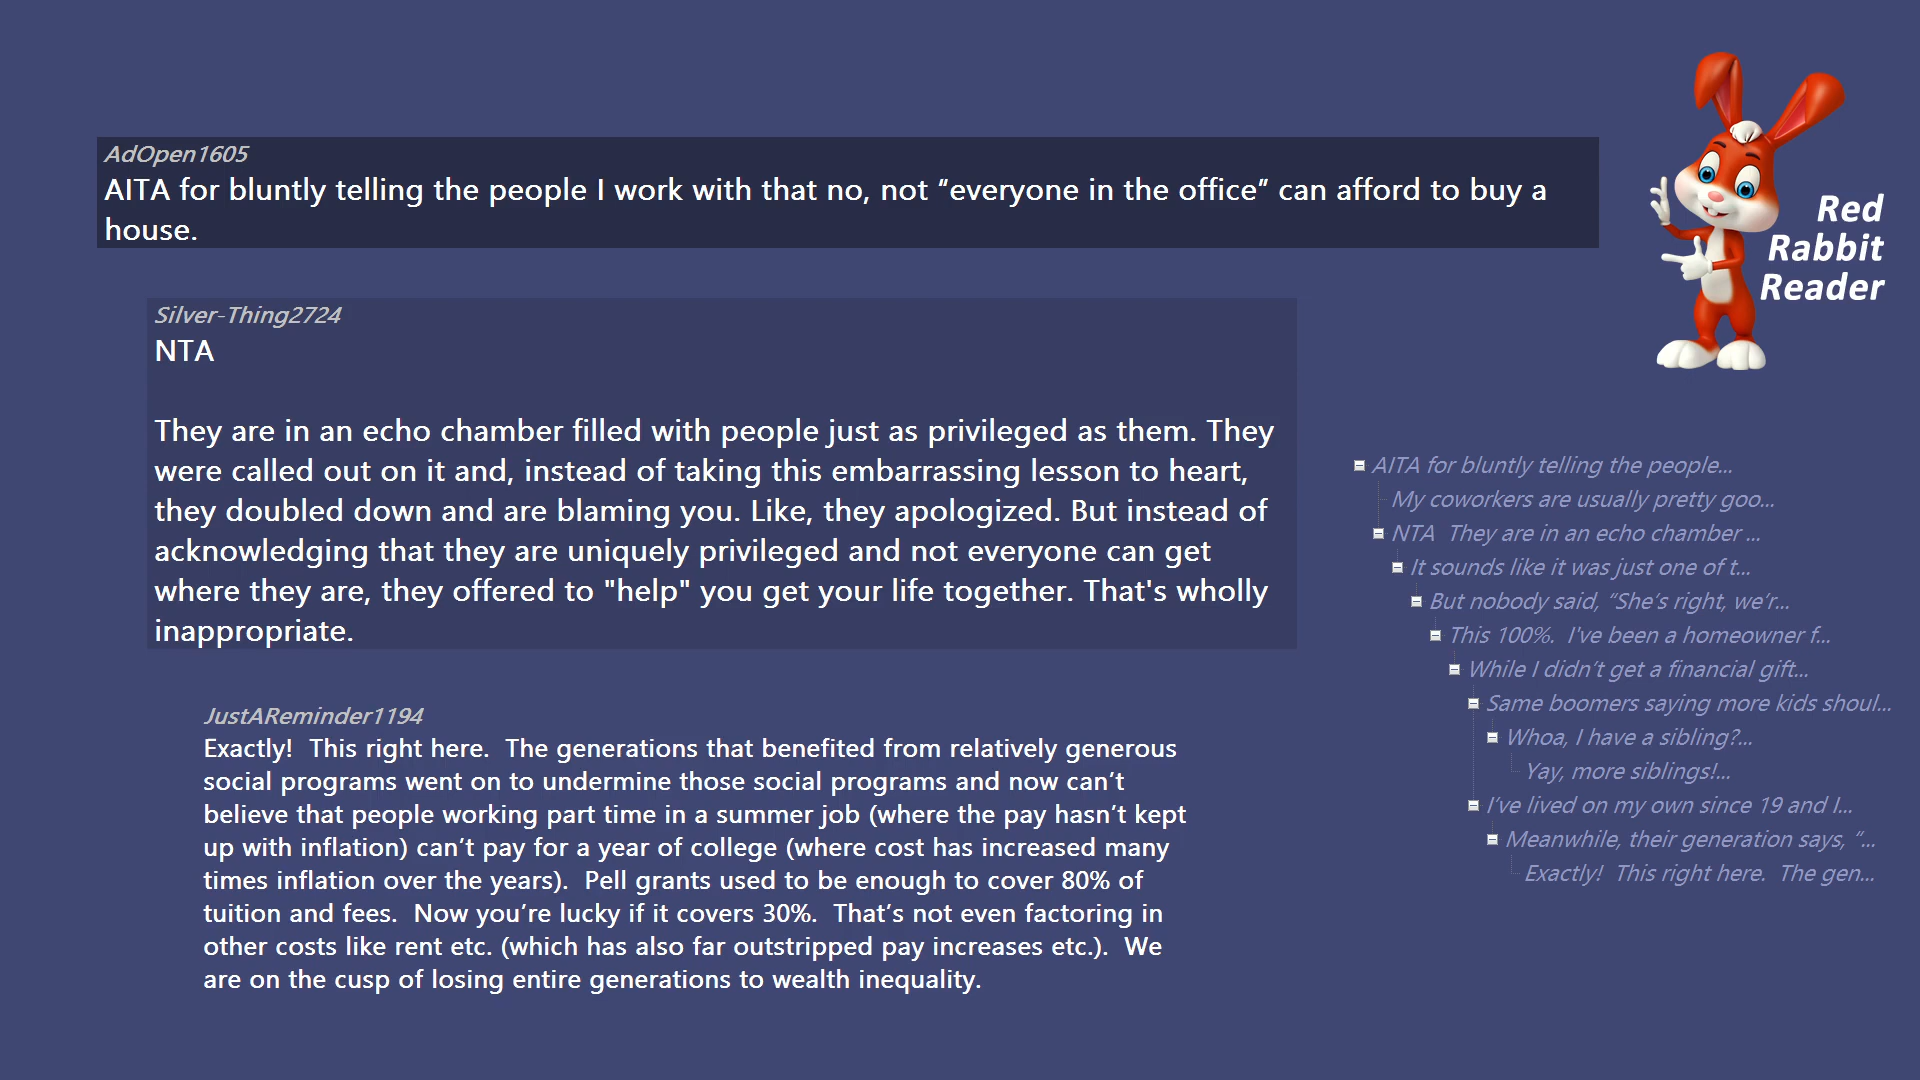 AdOpen1605
AITA for bluntly telling the people I work with that no, not “everyone in the office” can afford to buy a
house.
Silver-Thing2724
NTA
They are in an echo chamber filled with people just as privileged as them. They
were called out on it and, instead of taking this embarrassing lesson to heart,
they doubled down and are blaming you. Like, they apologized. But instead of
acknowledging that they are uniquely privileged and not everyone can get
where they are, they offered to "help" you get your life together. That's wholly
inappropriate.
JustAReminder1194
Exactly!  This right here.  The generations that benefited from relatively generous
social programs went on to undermine those social programs and now can’t
believe that people working part time in a summer job (where the pay hasn’t kept
up with inflation) can’t pay for a year of college (where cost has increased many
times inflation over the years).  Pell grants used to be enough to cover 80% of
tuition and fees.  Now you’re lucky if it covers 30%.  That’s not even factoring in
other costs like rent etc. (which has also far outstripped pay increases etc.).  We
are on the cusp of losing entire generations to wealth inequality.
Red
Rabbit
Reader
AITA for bluntly telling the people...
My coworkers are usually pretty goo...
NTA  They are in an echo chamber ...
It sounds like it was just one of t...
But nobody said, “She’s right, we’r...
This 100%.  I've been a homeowner f...
While I didn’t get a financial gift...
Same boomers saying more kids shoul...
Whoa, I have a sibling?...
Yay, more siblings!...
I’ve lived on my own since 19 and I...
Meanwhile, their generation says, “...
Exactly!  This right here.  The gen...